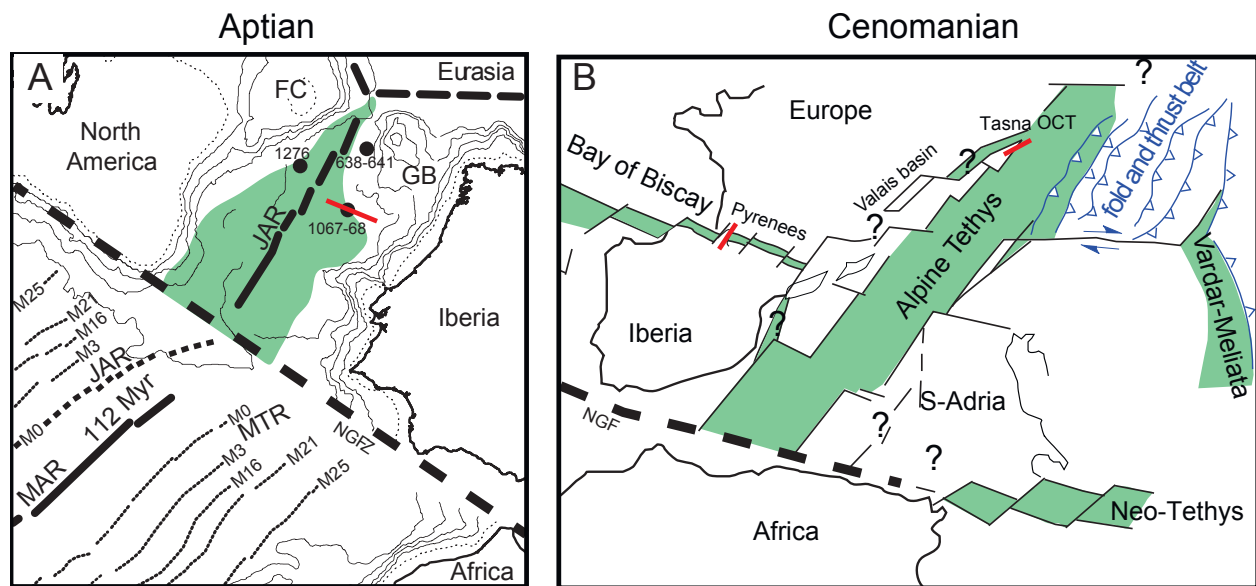 Aptian
A
FC
Eurasia
North
America
1276
638-641
GB
JAR
1067-68
Iberia
M25
M21
M16
M3
JAR
M0
112 Myr
MAR
M0
MTR
M3
M16
M21
M25
NGFZ
Africa
Cenomanian
B
?
Europe
Tasna OCT
fold and thrust belt
Bay of Biscay
Valais basin
?
Pyrenees
?
Alpine Tethys
Vardar-Meliata
Iberia
?
S-Adria
NGF
?
?
Neo-Tethys
Africa